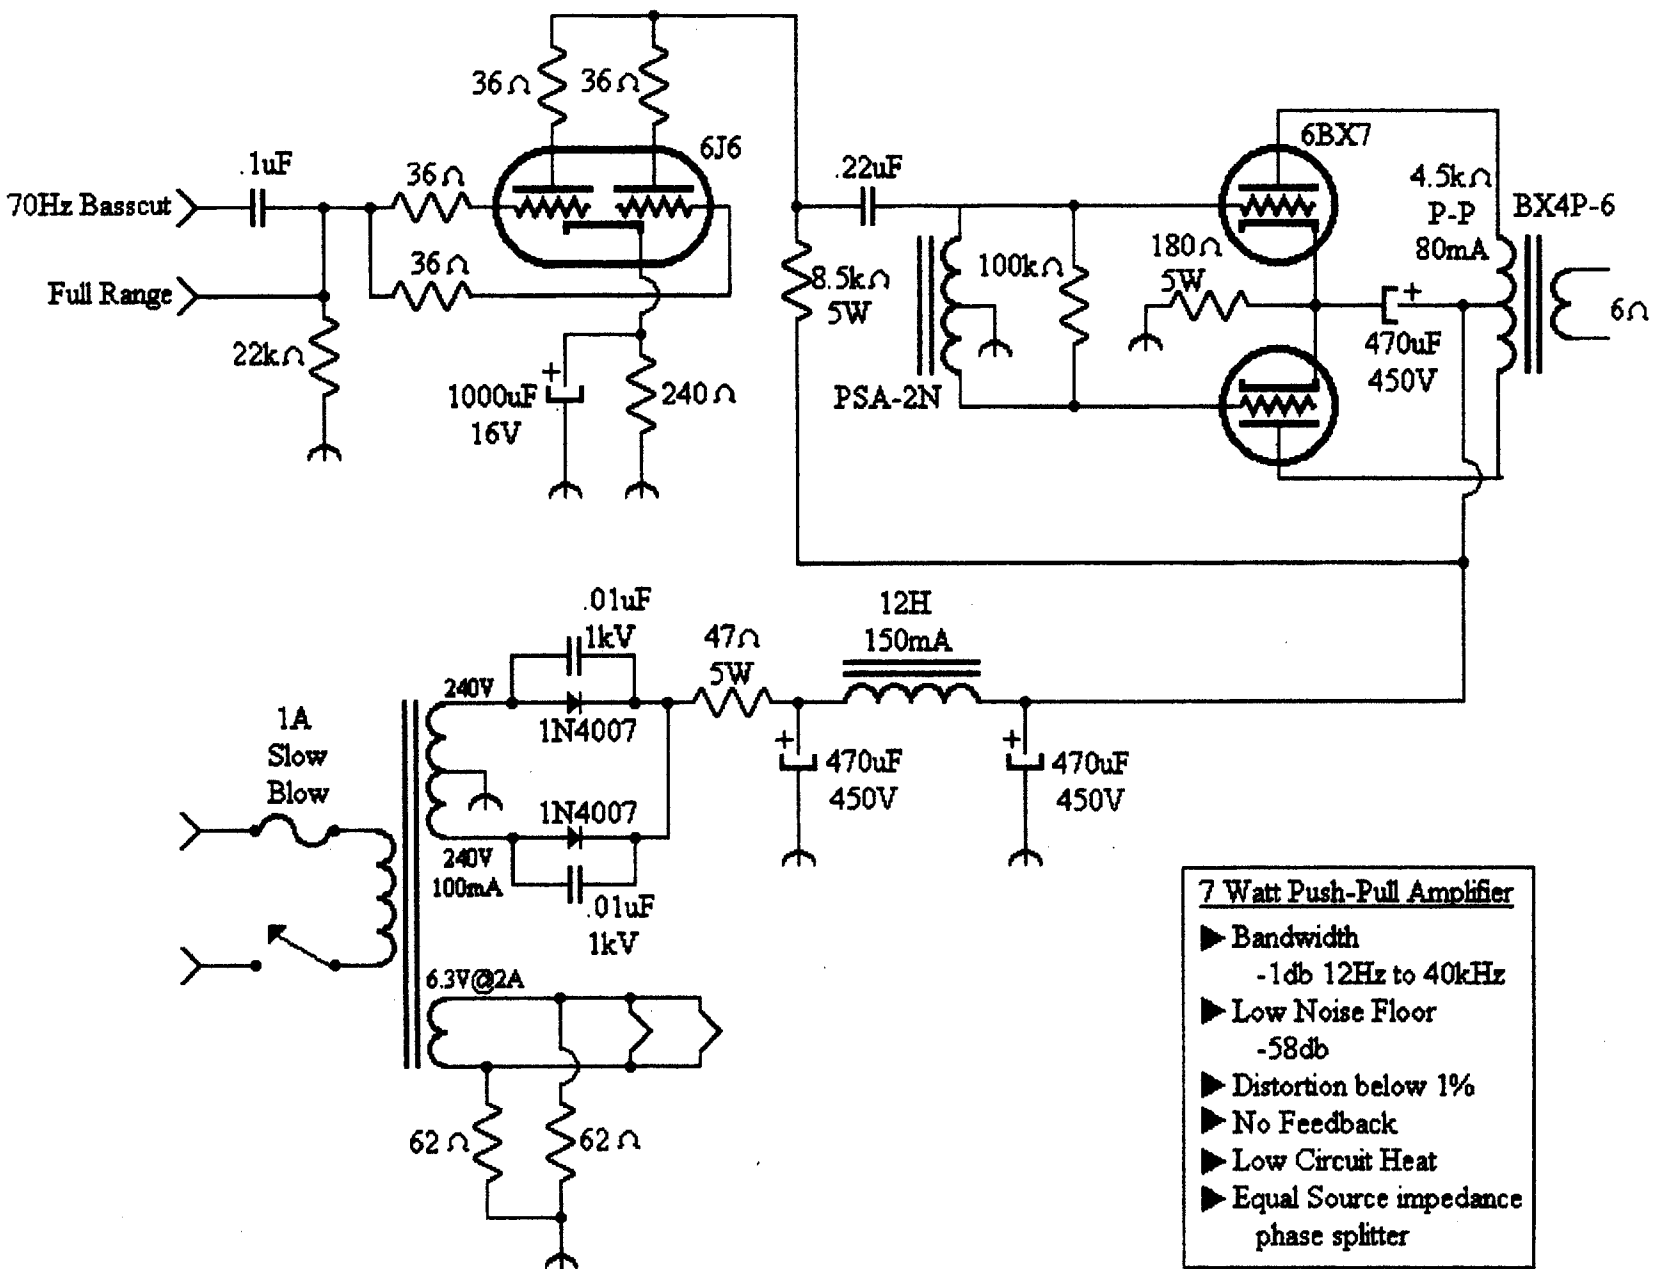 36Ω
36Ω
6J6
.1uF
36Ω
70Hz Basscut
36Ω
Full Range
22kΩ
1000uF
16V
240Ω
.22uF
6BX7
4.5kΩ
P-P
80mA
BX4P-6
180Ω
5W
100kΩ
8.5kΩ
5W
6Ω
470uF
450V
PSA-2N
.01uF
1kV
47Ω
5W
12H
150mA
240V
1N4007
1A
Slow
Blow
470uF
450V
470uF
450V
1N4007
240V
100mA
.01uF
1kV
6.3V@2A
62Ω
62Ω
7 Watt Push-Pull Amplifier
Bandwidth
-1db 12Hz to 40kHz
Low Noise Floor
-58db
Distortion below 1%
No Feedback
Low Circuit Heat
Equal Source impedance
phase splitter
+
+
+
+